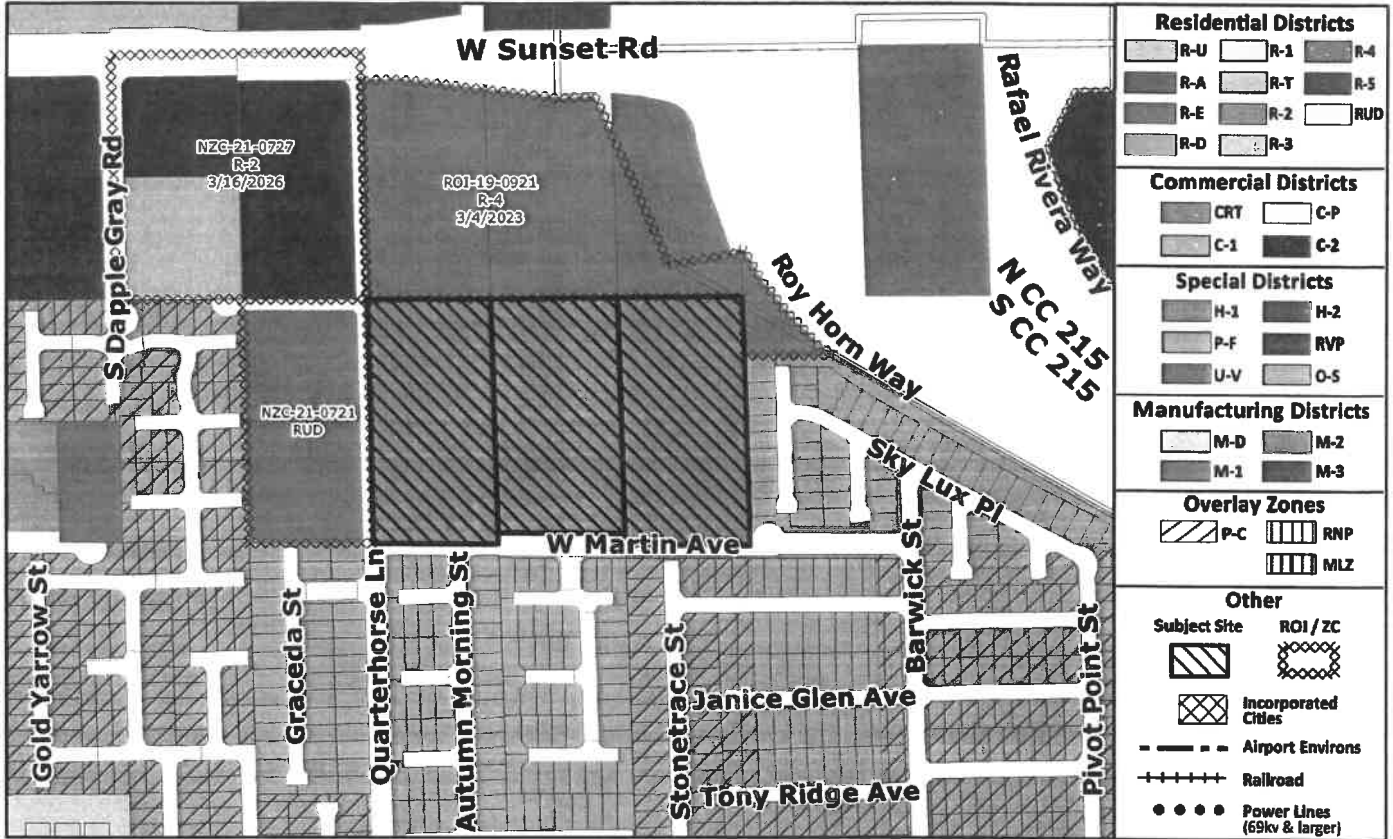 W Sunset Rd
Rafael Rivera Way
S Dapple Gray Rd
NZC-21-0727
R-2
3/16/2026
ROI-19-0921
R-4
3/4/2023
Roy Horn Way
N CC 215
S CC 215
NZC-21-0721
RUD
Sky Lux Pl
W Martin Ave
Gold Yarrow St
Graceda St
Quarterhorse Ln
Autumn Morning St
Stonetrace St
Barwick St
Pivot Point St
Janice Glen Ave
Tony Ridge Ave
Residential Districts
R-U R-1 R-4
R-A R-T R-5
R-E R-2 RUD
R-D R-3
Commercial Districts
CRT C-P
C-1 C-2
Special Districts
H-1 H-2
P-F RVP
U-V O-S
Manufacturing Districts
M-D M-2
M-1 M-3
Overlay Zones
P-C RNP
MLZ
Other
Subject Site ROI / ZC
Incorporated
Cities
Airport Environs
Railroad
Power Lines
(69kv & larger)